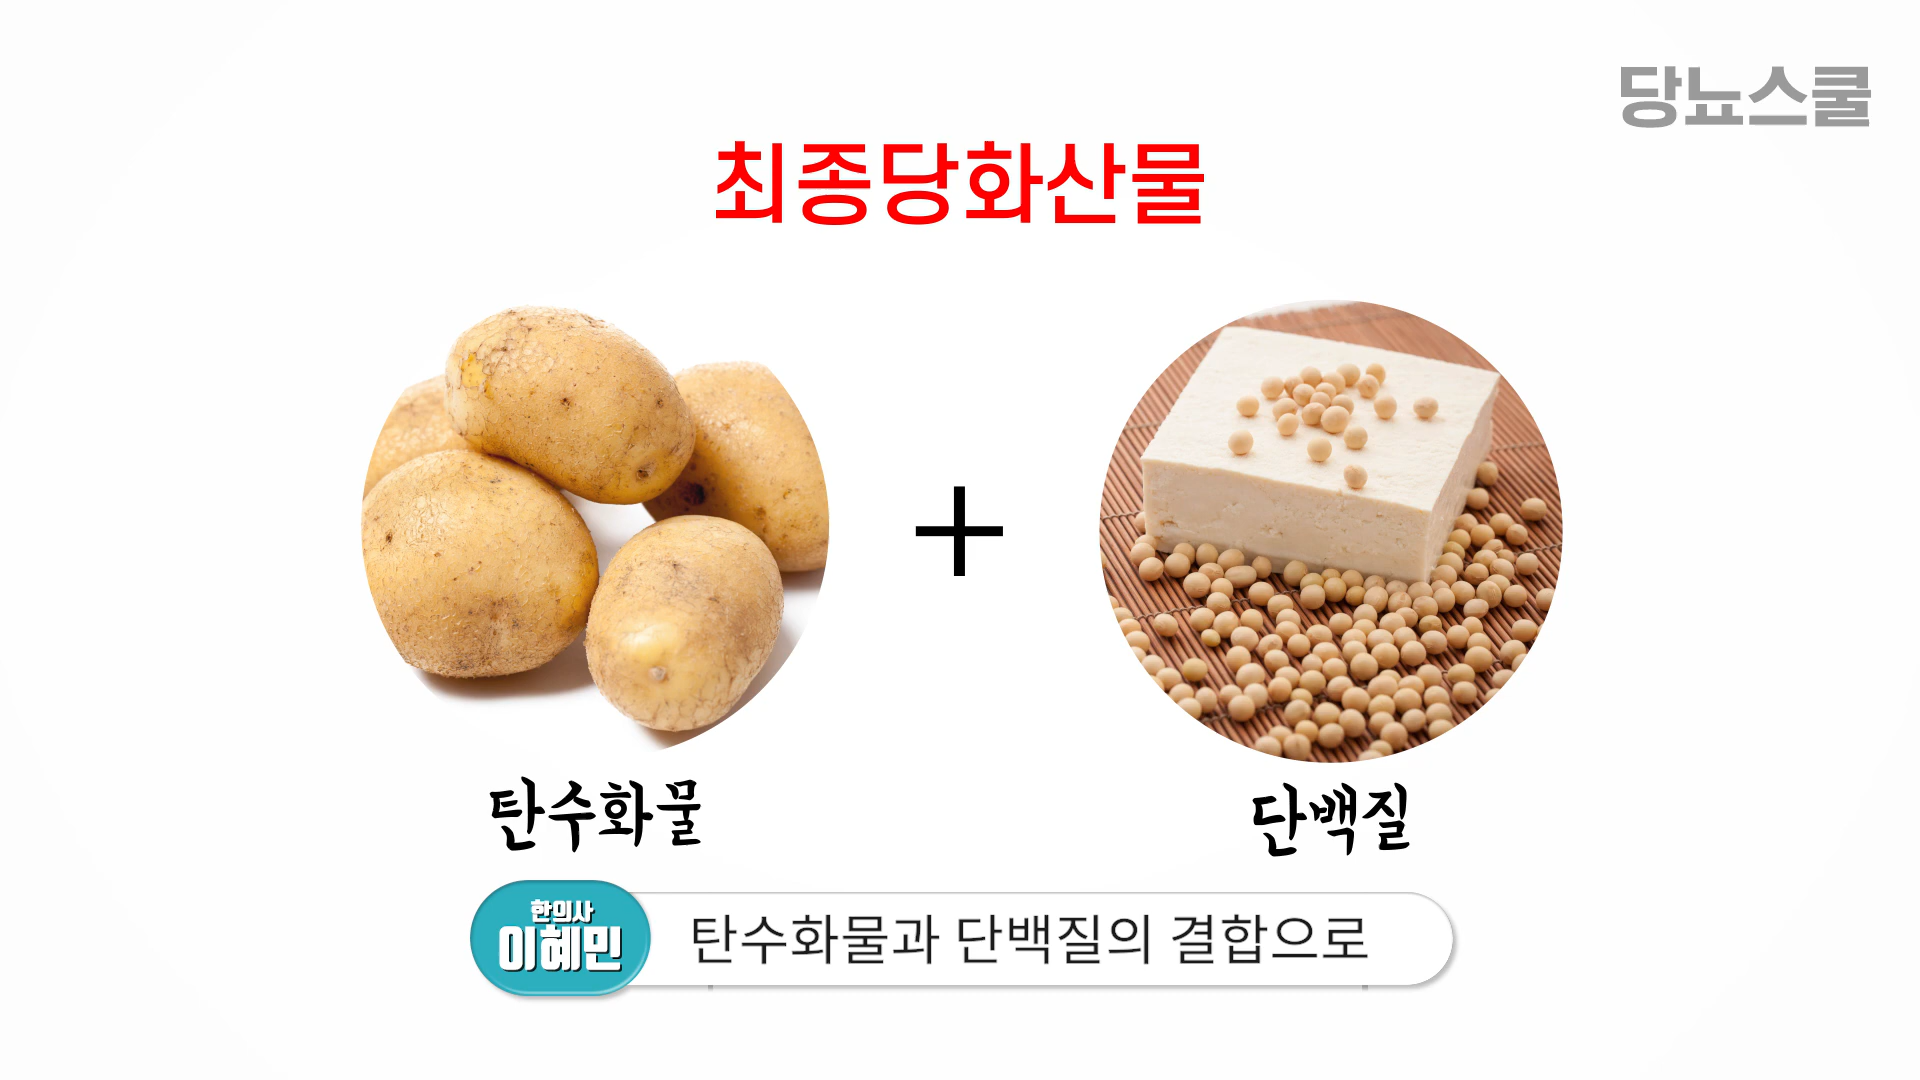 당뇨스쿨
최종당화산물
+
탄수화물
단백질
한의사
이혜민
탄수화물과 단백질의 결합으로